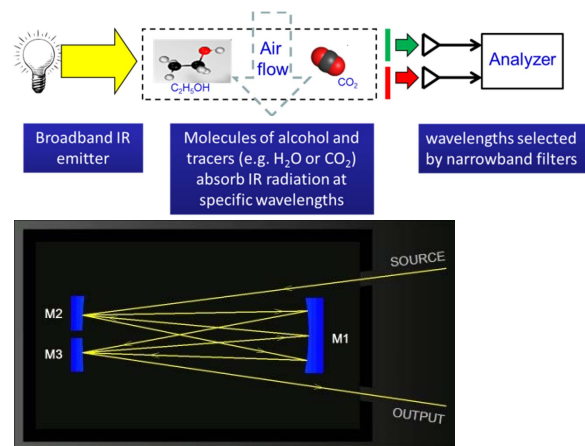 Air
flow
C₂H₅OH
CO₂
Analyzer
Broadband IR
emitter
Molecules of alcohol and
tracers (e.g. H₂O or CO₂)
absorb IR radiation at
specific wavelengths
wavelengths selected
by narrowband filters
SOURCE
M2
M1
M3
OUTPUT